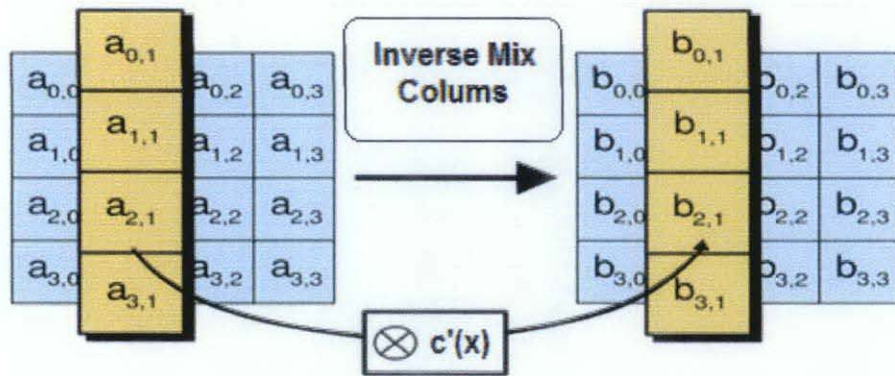 a0,1
a0,0 a0,2 a0,3
a1,1
a1,0 a1,2 a1,3
a2,0 a2,1 a2,2 a2,3
a3,0 a3,2 a3,3
a3,1
Inverse Mix
Colums
b0,1
b0,0 b0,2 b0,3
b1,1
b1,0 b1,2 b1,3
b2,0 b2,1 b2,2 b2,3
b3,0 b3,2 b3,3
b3,1
⊗ c'(x)